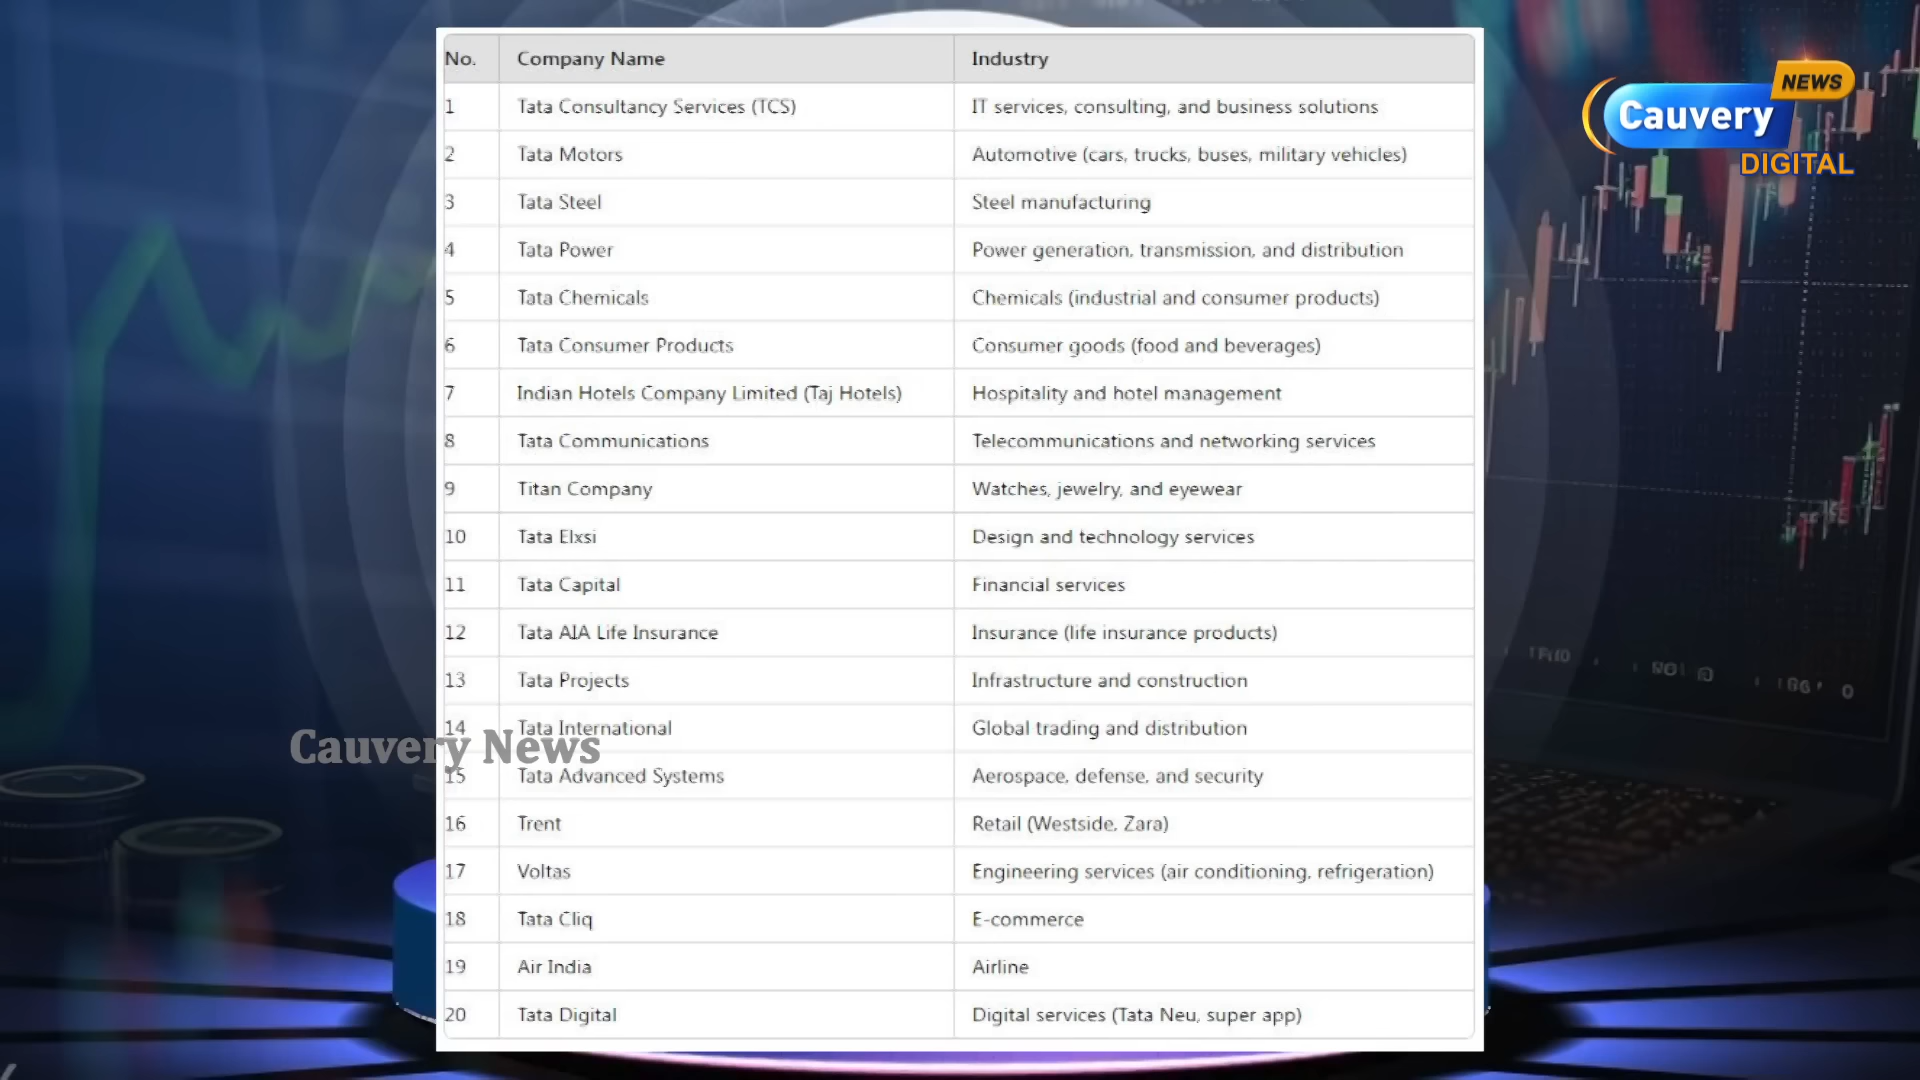 No. Company Name Industry
1 Tata Consultancy Services (TCS) IT services, consulting, and business solutions
2 Tata Motors Automotive (cars, trucks, buses, military vehicles)
3 Tata Steel Steel manufacturing
4 Tata Power Power generation, transmission, and distribution
5 Tata Chemicals Chemicals (industrial and consumer products)
6 Tata Consumer Products Consumer goods (food and beverages)
7 Indian Hotels Company Limited (Taj Hotels) Hospitality and hotel management
8 Tata Communications Telecommunications and networking services
9 Titan Company Watches, jewelry, and eyewear
10 Tata Elxsi Design and technology services
11 Tata Capital Financial services
12 Tata AIA Life Insurance Insurance (life insurance products)
13 Tata Projects Infrastructure and construction
14 Tata International Global trading and distribution
15 Tata Advanced Systems Aerospace, defense, and security
16 Trent Retail (Westside, Zara)
17 Voltas Engineering services (air conditioning, refrigeration)
18 Tata Cliq E-commerce
19 Air India Airline
20 Tata Digital Digital services (Tata Neu, super app)
NEWS
Cauvery
DIGITAL
Cauvery News